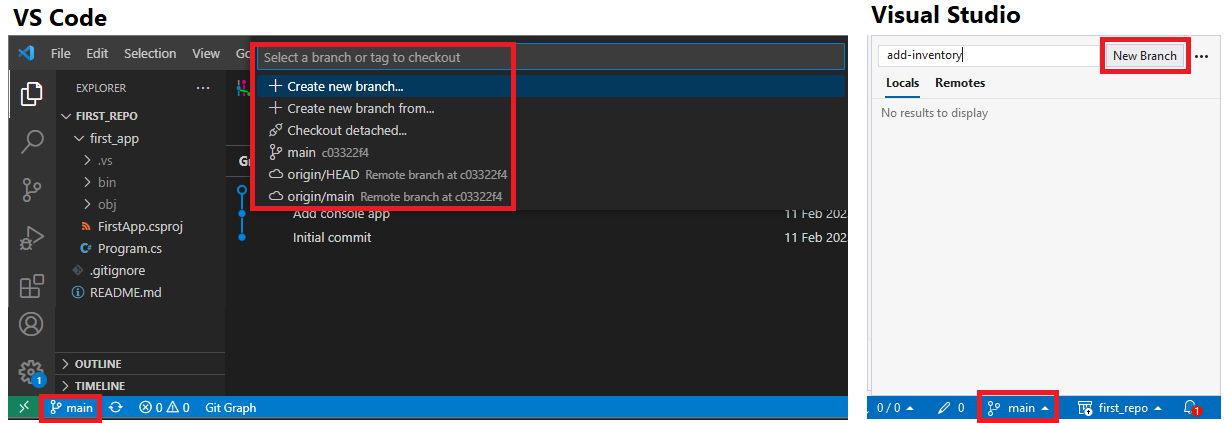 VS Code
File Edit Selection View Go
Select a branch or tag to checkout
EXPLORER ...
Create new branch...
FIRST_REPO
Create new branch from...
first_app
Checkout detached...
.vs
main c03322f4
bin
origin/HEAD Remote branch at c03322f4
obj
origin/main Remote branch at c03322f4
FirstApp.csproj
Add console app 11 Feb 202
C# Program.cs
Initial commit 11 Feb 202
.gitignore
README.md
OUTLINE
1
TIMELINE
main 0 0 Git Graph
Visual Studio
add-inventory New Branch ...
Locals Remotes
No results to display
0 / 0 0 main first_repo 1